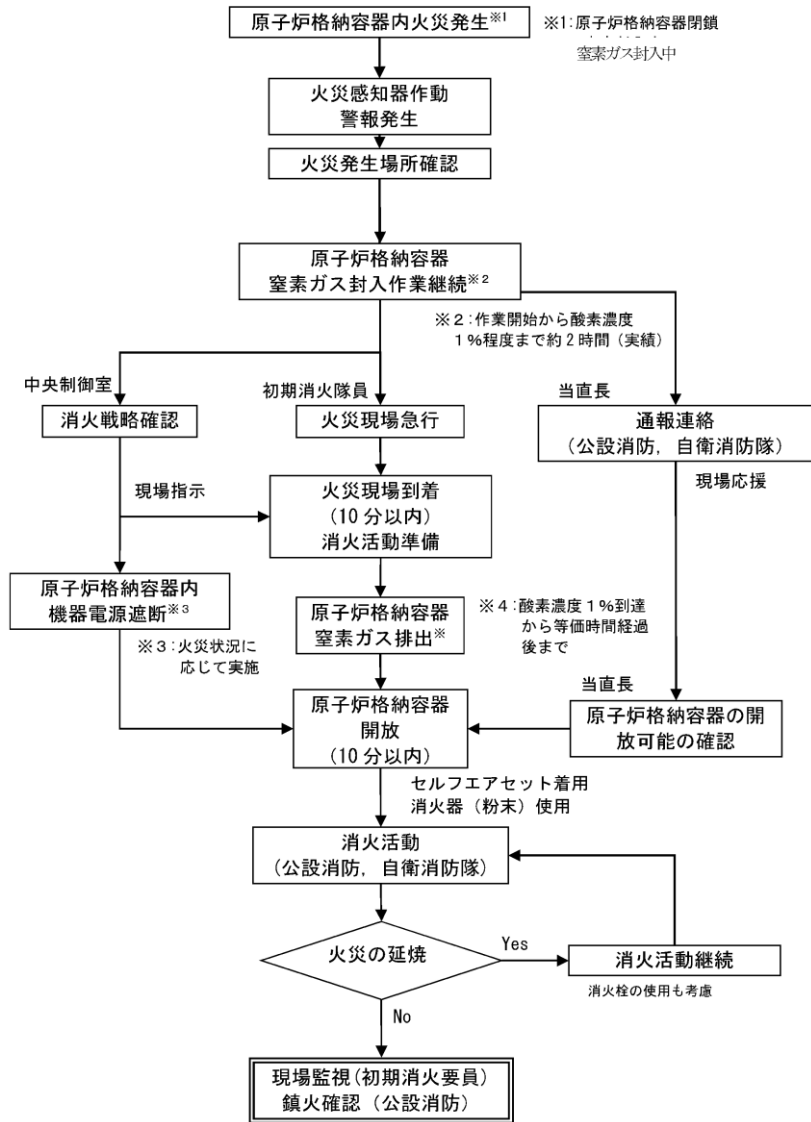 原子炉格納容器内火災発生※1
※1:原子炉格納容器閉鎖
窒素ガス封入中
火災感知器作動
警報発生
火災発生場所確認
原子炉格納容器
窒素ガス封入作業継続※2
※2:作業開始から酸素濃度
1%程度まで約2時間(実績)
中央制御室
初期消火隊員
当直長
消火戦略確認
火災現場急行
通報連絡
(公設消防,自衛消防隊)
現場指示
現場応援
火災現場到着
(10分以内)
消火活動準備
原子炉格納容器内
機器電源遮断※3
※3:火災状況に
応じて実施
原子炉格納容器
窒素ガス排出※
※4:酸素濃度1%到達
から等価時間経過
後まで
当直長
原子炉格納容器
開放
(10分以内)
原子炉格納容器の開
放可能の確認
セルフエアセット着用
消火器(粉末)使用
消火活動
(公設消防,自衛消防隊)
火災の延焼
Yes
消火活動継続
消火栓の使用も考慮
No
現場監視(初期消火要員)
鎮火確認(公設消防)